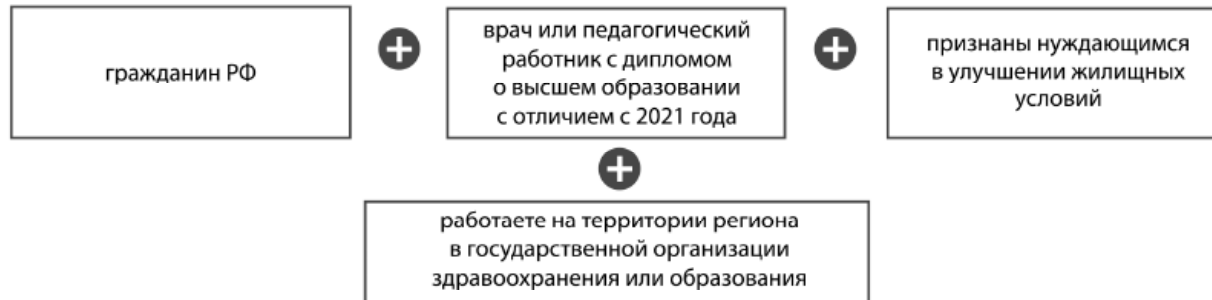 гражданин РФ
врач или педагогический
работник с дипломом
о высшем образовании
с отличием с 2021 года
признаны нуждающимся
в улучшении жилищных
условий
работаете на территории региона
в государственной организации
здравоохранения или образования